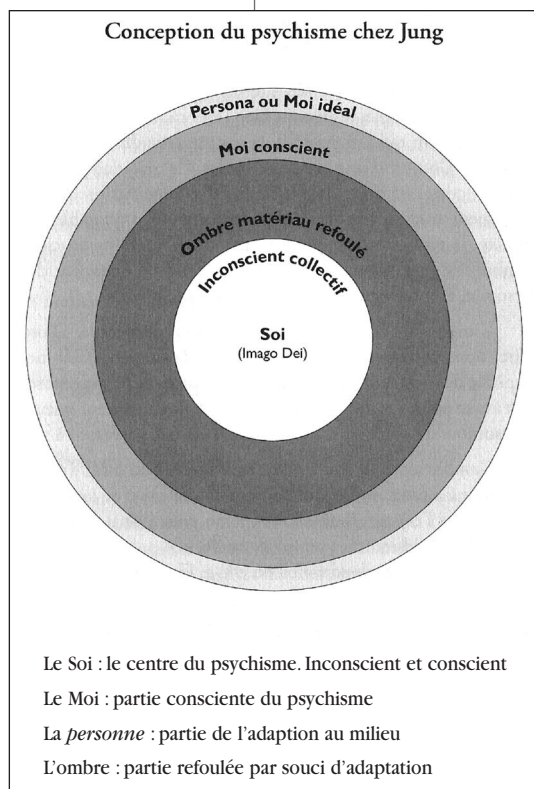 Conception du psychisme chez Jung
Persona ou Moi idéal
Moi conscient
Ombre matériau refoulé
Inconscient collectif
Soi
(Imago Dei)
Le Soi : le centre du psychisme. Inconscient et conscient
Le Moi : partie consciente du psychisme
La personne : partie de l'adaption au milieu
L'ombre : partie refoulée par souci d'adaptation